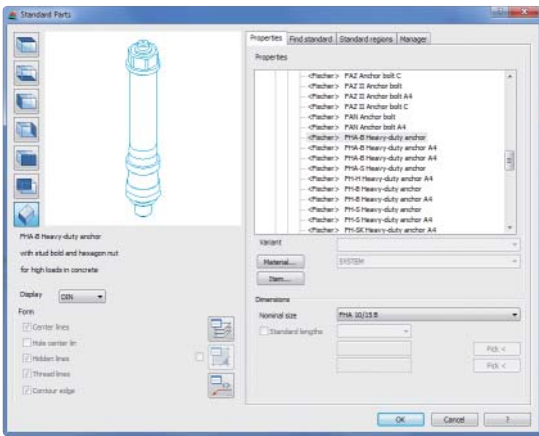 Standard Parts
Properties Find standard Standard regions Manager
Properties
<Fischer> FAZ Anchor bolt C
<Fischer> FAZ II Anchor bolt
<Fischer> FAZ II Anchor bolt A4
<Fischer> FAZ II Anchor bolt C
<Fischer> FAN Anchor bolt
<Fischer> FAN Anchor bolt A4
<Fischer> FHA-B Heavy-duty anchor
<Fischer> FHA-B Heavy-duty anchor A4
<Fischer> FHA-B Heavy-duty anchor A4
<Fischer> FHA-S Heavy-duty anchor
<Fischer> FH-H Heavy-duty anchor A4
<Fischer> FH-B Heavy-duty anchor
<Fischer> FH-B Heavy-duty anchor A4
<Fischer> FH-S Heavy-duty anchor
<Fischer> FH-S Heavy-duty anchor A4
<Fischer> FH-SK Heavy-duty anchor A4
FHA-B Heavy-duty anchor
with stud bold and hexagon nut
for high loads in concrete
Variant
Material... SYSTEM
Item...
Display DIN
Form
Center lines
Hole center lin
Hidden lines
Thread lines
Contour edge
Dimensions
Nominal size FHA 10/15 B
Standard lengths
Pick <
Pick <
OK Cancel ?